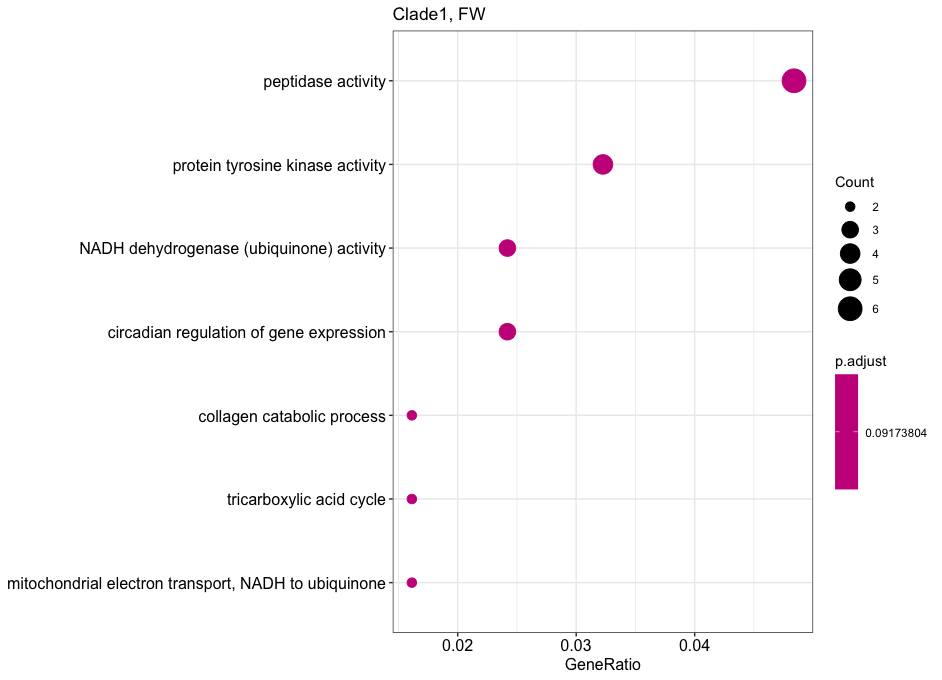 Clade1, FW
peptidase activity
protein tyrosine kinase activity
NADH dehydrogenase (ubiquinone) activity
circadian regulation of gene expression
collagen catabolic process
tricarboxylic acid cycle
mitochondrial electron transport, NADH to ubiquinone
0.02 0.03 0.04
GeneRatio
Count
2
3
4
5
6
p.adjust
0.09173804